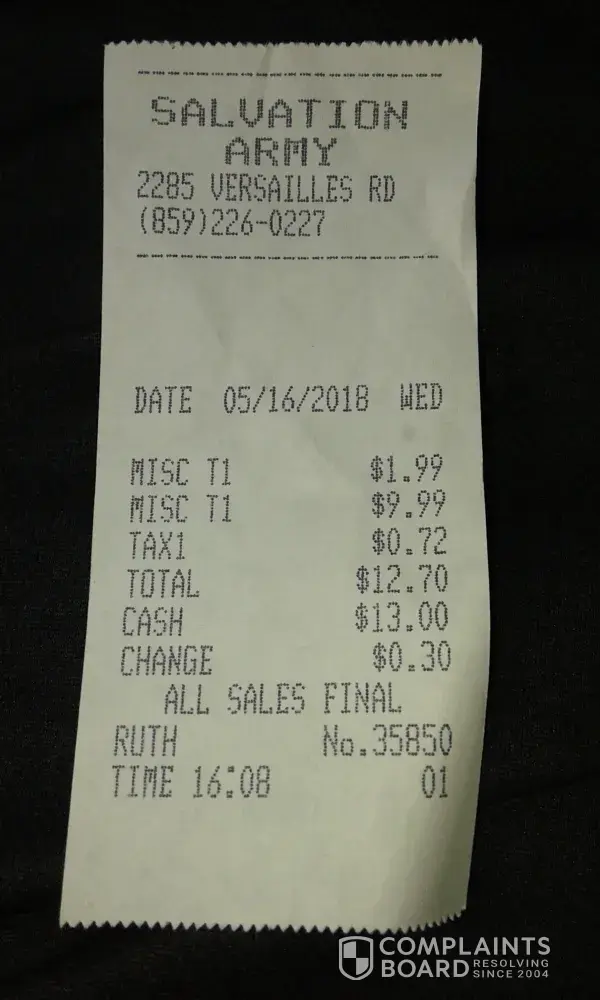 SALVATION
ARMY
2285 VERSAILLES RD
(859)226-0227
DATE 05/16/2018 WED
MISC T1 $1.99
MISC T1 $9.99
TAX1 $0.72
TOTAL $12.70
CASH $13.00
CHANGE $0.30
ALL SALES FINAL
RUTH No.35850
TIME 16:08 01
COMPLAINTS
BOARD RESOLVING
SINCE 2004